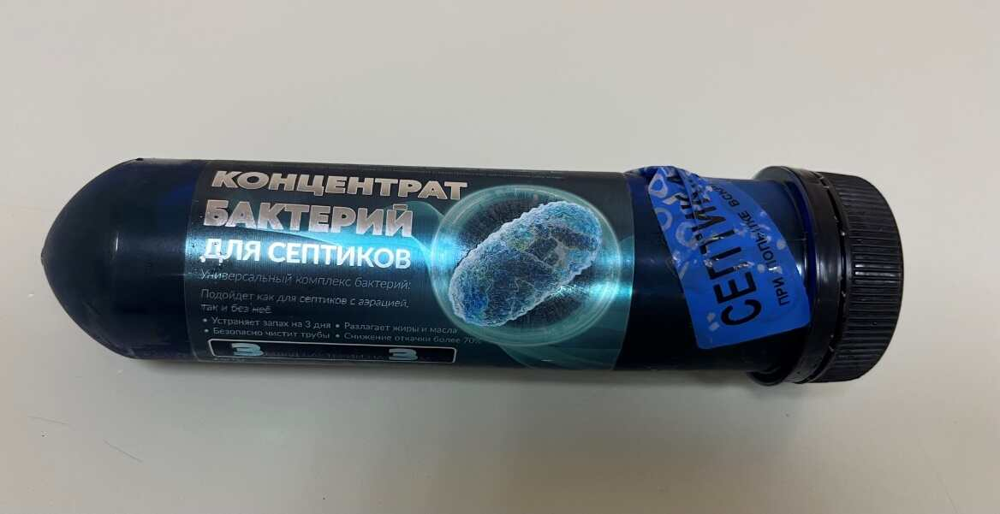 КОНЦЕНТРАТ
БАКТЕРИЙ
ДЛЯ СЕПТИКОВ
Универсальный комплекс бактерий:
Подойдет как для септиков с аэрацией,
так и без неё.
• Устраняет запах на 3 дня • Разлагает жиры и масла
• Безопасно чистит трубы • Снижение откачки более 70%
3 3
СЕПТИК
ПРИ